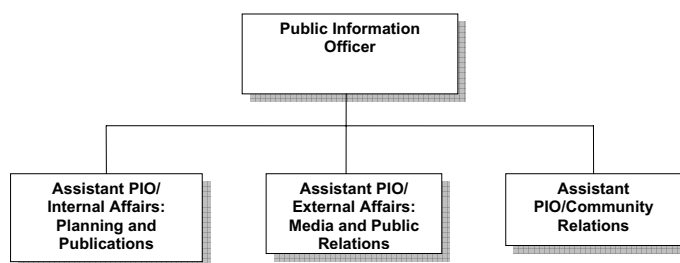 Public Information
Officer
Assistant PIO/
Internal Affairs:
Planning and
Publications
Assistant PIO/
External Affairs:
Media and Public
Relations
Assistant
PIO/Community
Relations